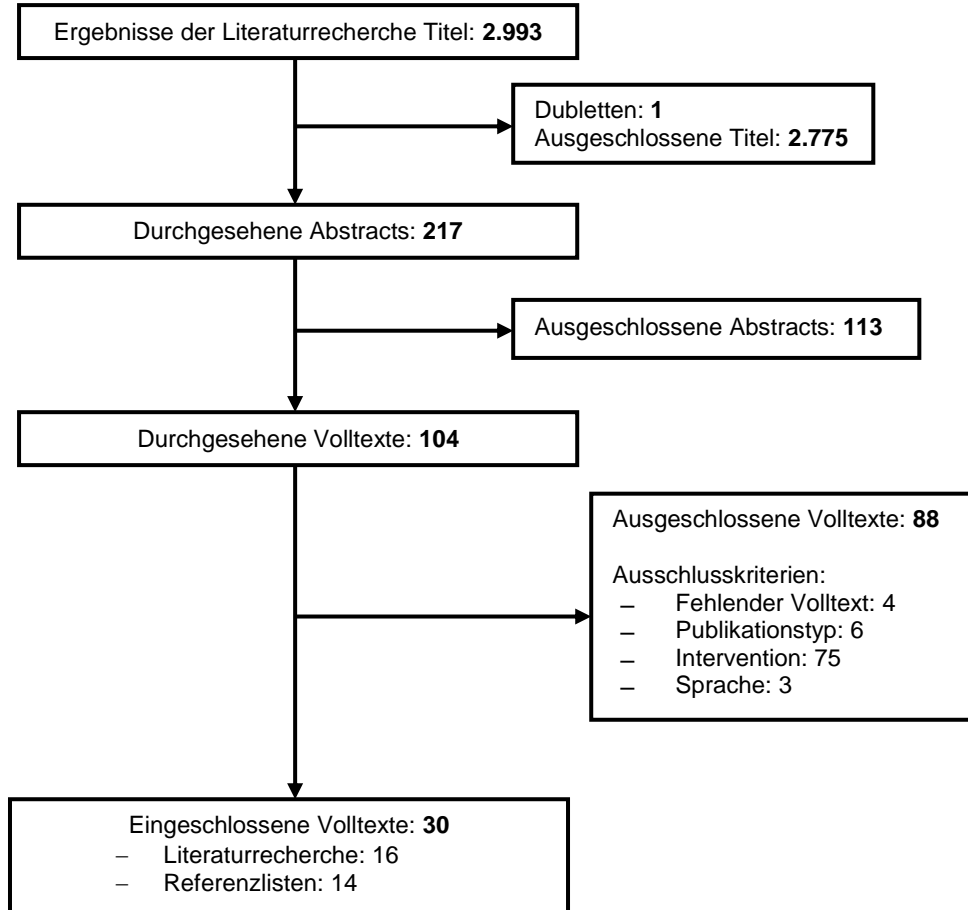 Ergebnisse der Literaturrecherche Titel: 2.993
Dubletten: 1
Ausgeschlossene Titel: 2.775
Durchgesehene Abstracts: 217
Ausgeschlossene Abstracts: 113
Durchgesehene Volltexte: 104
Ausgeschlossene Volltexte: 88
Ausschlusskriterien:
– Fehlender Volltext: 4
– Publikationstyp: 6
– Intervention: 75
– Sprache: 3
Eingeschlossene Volltexte: 30
– Literaturrecherche: 16
– Referenzlisten: 14